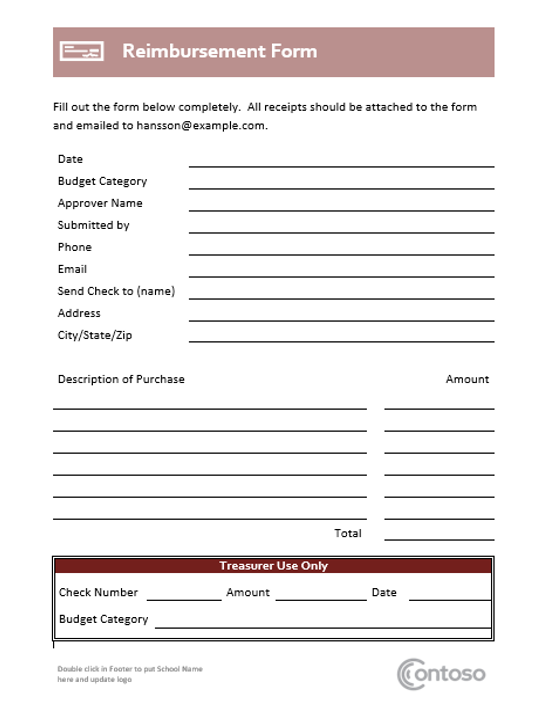 Reimbursement Form
Fill out the form below completely.  All receipts should be attached to the form
and emailed to hansson@example.com.
Date
Budget Category
Approver Name
Submitted by
Phone
Email
Send Check to (name)
Address
City/State/Zip
Description of Purchase Amount
Total
Treasurer Use Only
Check Number Amount Date
Budget Category
Double click in Footer to put School Name
here and update logo
Contoso